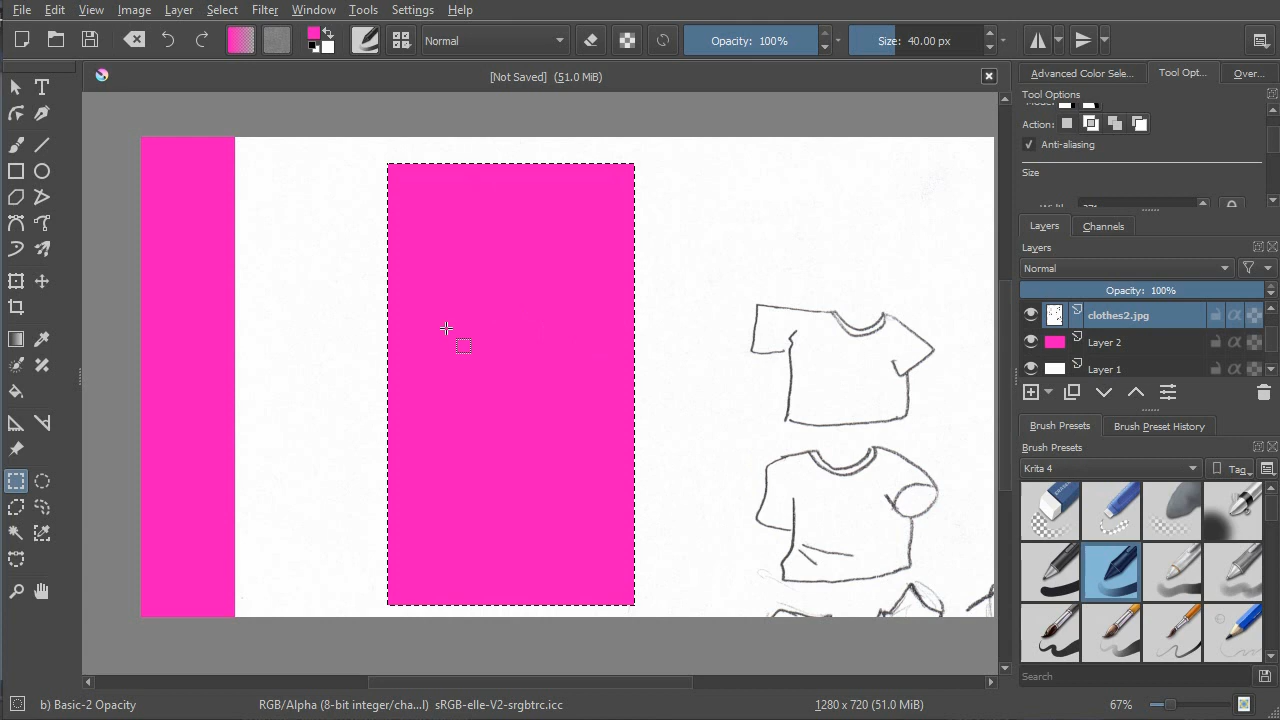 File Edit View Image Layer Select Filter Window Tools Settings Help
Normal Opacity: 100% Size: 40.00 px
[Not Saved] (51.0 MiB)
Advanced Color Sele... Tool Opt... Over...
Tool Options
Action:
Anti-aliasing
Size
Layers Channels
Layers
Normal
Opacity: 100%
clothes2.jpg
Layer 2
Layer 1
Brush Presets Brush Preset History
Brush Presets
Krita 4 Tag
Search
b) Basic-2 Opacity RGB/Alpha (8-bit integer/cha...l) sRGB-elle-V2-srgbtrc.icc 1280 x 720 (51.0 MiB) 67%